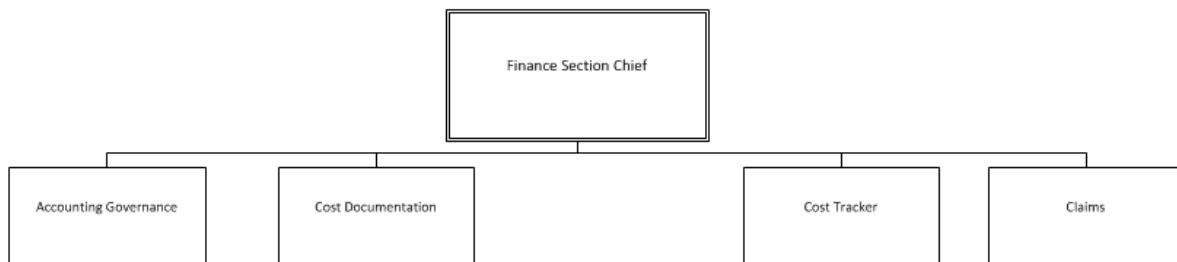 Finance Section Chief
Accounting Governance
Cost Documentation
Cost Tracker
Claims